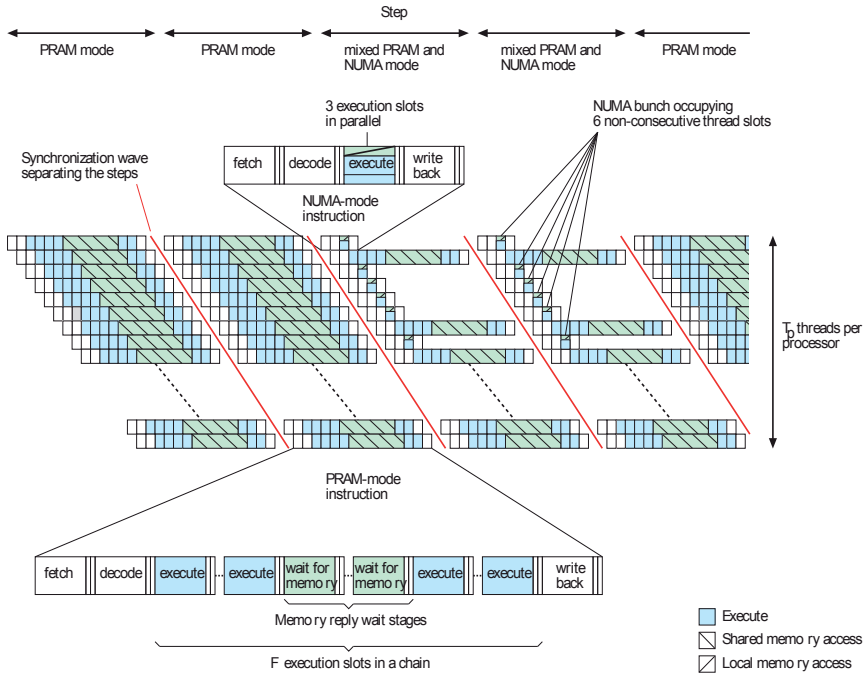 Step
PRAM mode
PRAM mode
mixed PRAM and
NUMA mode
mixed PRAM and
NUMA mode
PRAM mode
3 execution slots
in parallel
NUMA bunch occupying
6 non-consecutive thread slots
Synchronization wave
separating the steps
fetch
decode
execute
write
back
NUMA-mode
instruction
Tp threads per
processor
PRAM-mode
instruction
fetch
decode
execute
...
execute
wait for
memo ry
...
wait for
memo ry
execute
...
execute
write
back
Memo ry reply wait stages
F execution slots in a chain
Execute
Shared memo ry access
Local memo ry access